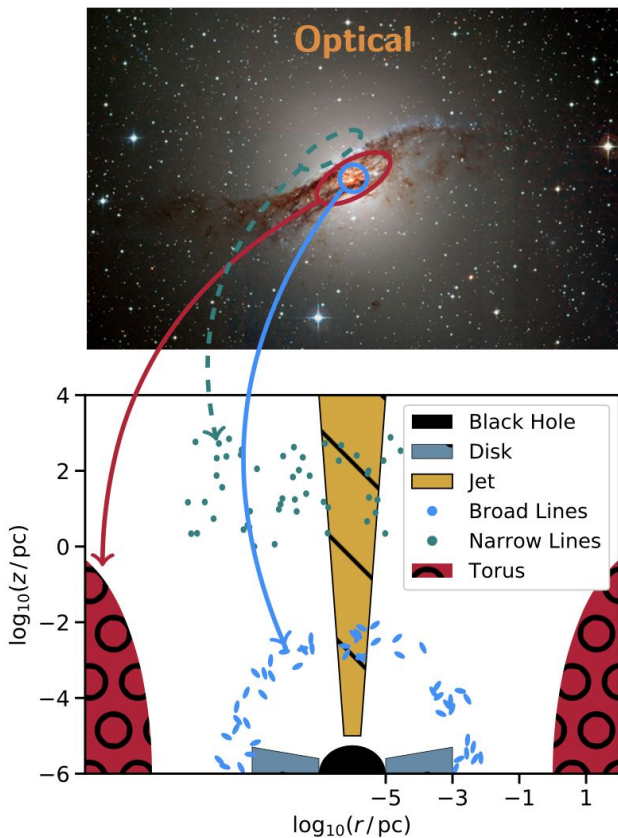 Optical
4
2
0
−2
−4
−6
log₁₀(z / pc)
Black Hole
Disk
Jet
Broad Lines
Narrow Lines
Torus
−5
−3
−1
1
log₁₀(r / pc)